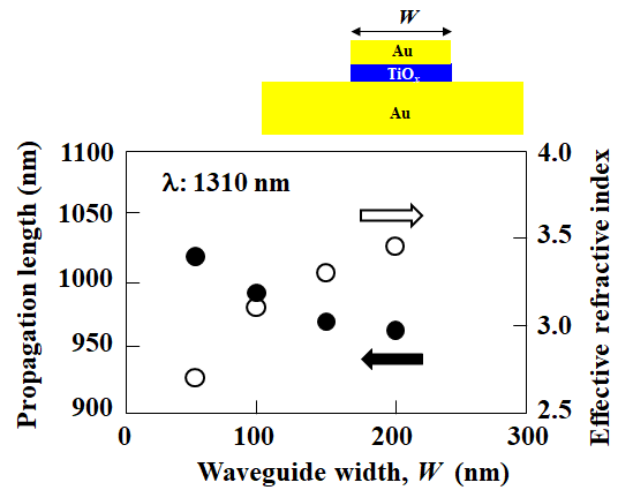 W
Au
TiOx
Au
1100
1050
1000
950
900
Propagation length (nm)
λ: 1310 nm
4.0
3.5
3.0
2.5
Effective refractive index
0
100
200
300
Waveguide width, W (nm)